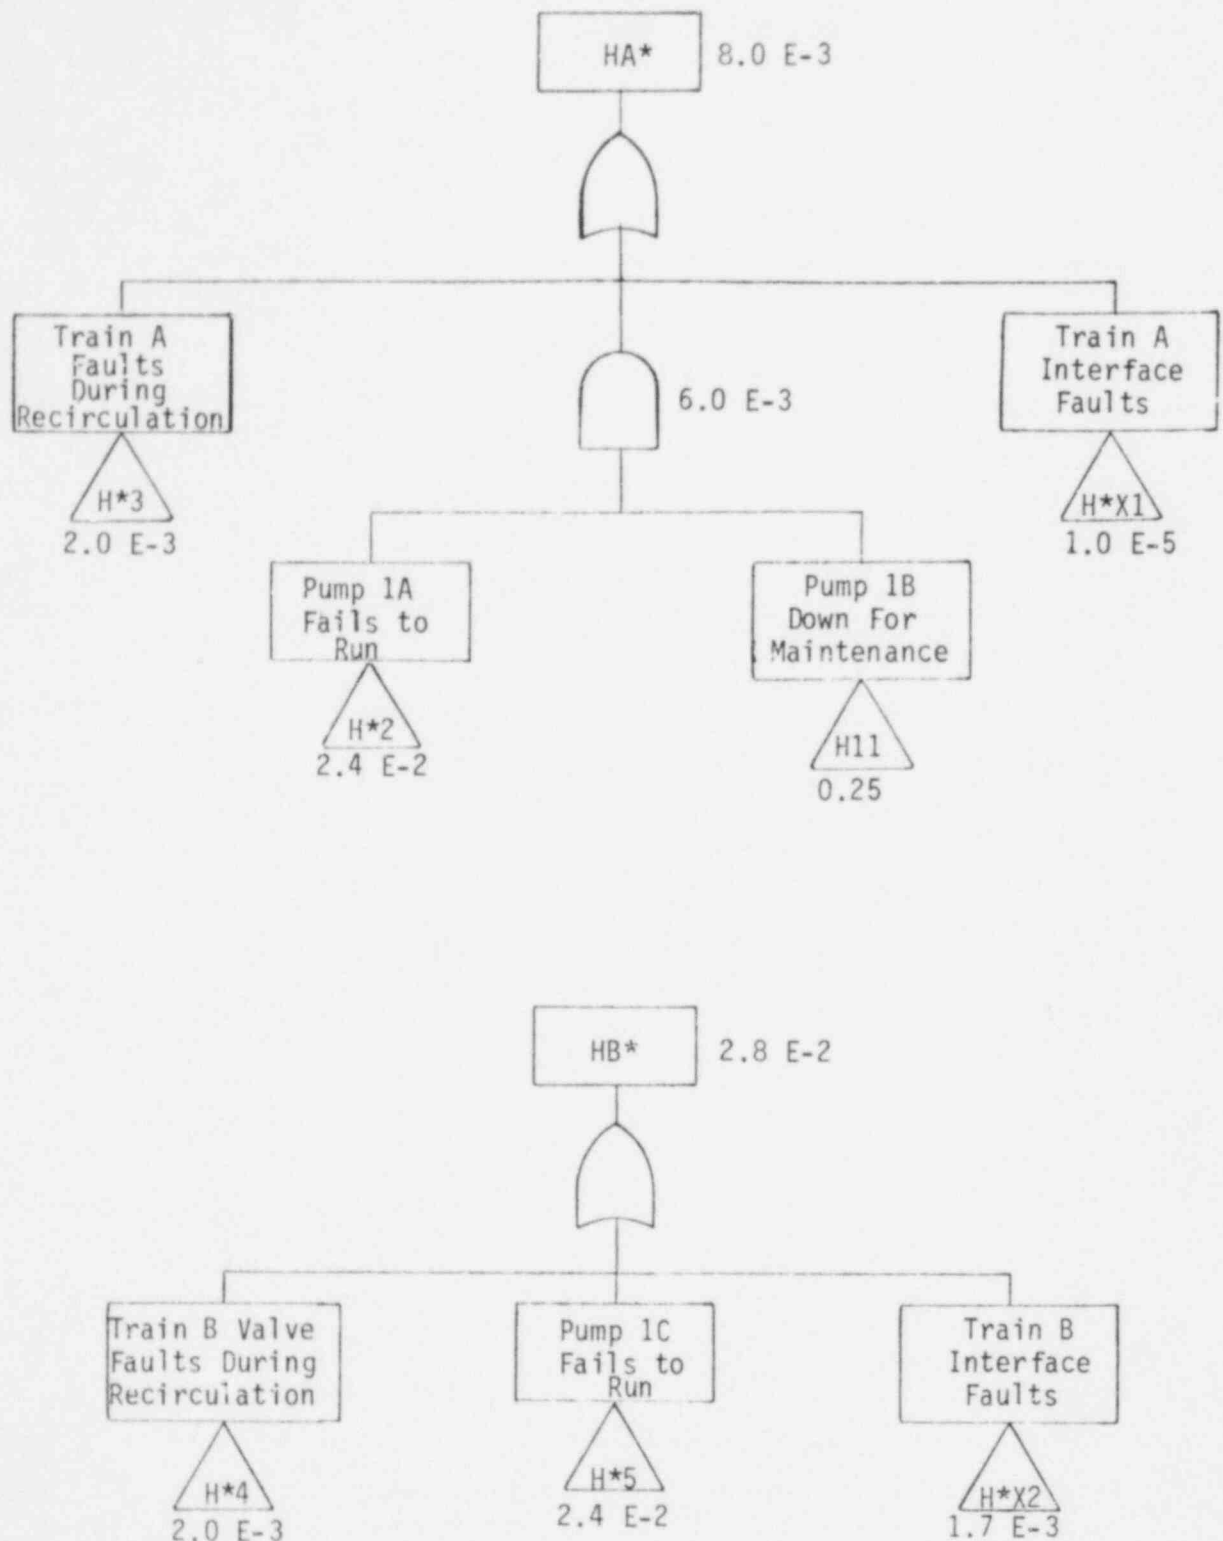 HA* 8.0 E-3
Train A
Faults
During
Recirculation
H*3
2.0 E-3
6.0 E-3
Train A
Interface
Faults
H*X1
1.0 E-5
Pump 1A
Fails to
Run
H*2
2.4 E-2
Pump 1B
Down For
Maintenance
H11
0.25
HB* 2.8 E-2
Train B Valve
Faults During
Recirculation
H*4
2.0 E-3
Pump 1C
Fails to
Run
H*5
2.4 E-2
Train B
Interface
Faults
H*X2
1.7 E-3